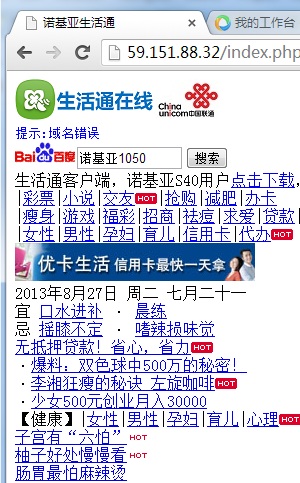 诺基亚生活通
我的工作台
59.151.88.32/index.php
生活通在线 China unicom中国联通
提示:域名错误
Bai百度 诺基亚1050 搜索
生活通客户端，诺基亚S40用户点击下载，
|彩票|小说|交友HOT|抢购|减肥|办卡
|瘦身|游戏|福彩|招商|祛痘|求爱|贷款|
|女性|男性|孕妇|育儿|信用卡|代办HOT
优卡生活 信用卡最快一天拿
2013年8月27日 周二 七月二十一
宜 口水进补 · 晨练
忌 摇膝不定 · 嗜辣损味觉
无抵押贷款！省心，省力HOT
· 爆料：双色球中500万的秘密！
·李湘狂瘦的秘诀 左旋咖啡HOT
·少女500元创业月入30000
【健康】|女性|男性|孕妇|育儿|心理HOT
子宫有“六怕” HOT
柚子好处慢慢看 HOT
肠胃最怕麻辣烫